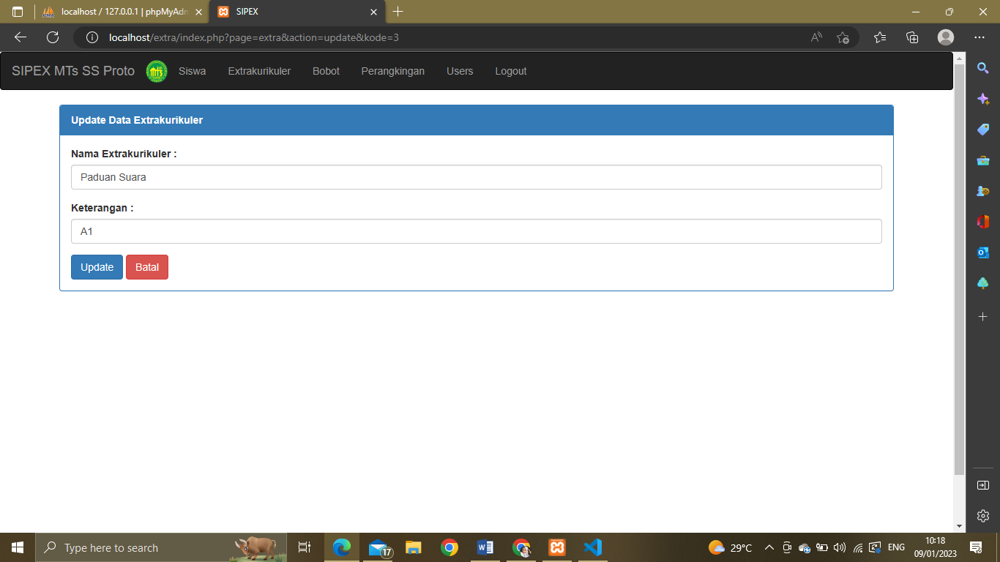 localhost / 127.0.0.1 | phpMyAdm
SIPEX
localhost/extra/index.php?page=extra&action=update&kode=3
SIPEX MTs SS Proto
Siswa Extrakurikuler Bobot Perangkingan Users Logout
Update Data Extrakurikuler
Nama Extrakurikuler :
Paduan Suara
Keterangan :
A1
Update Batal
Type here to search
17
29°C
ENG
10:18
09/01/2023